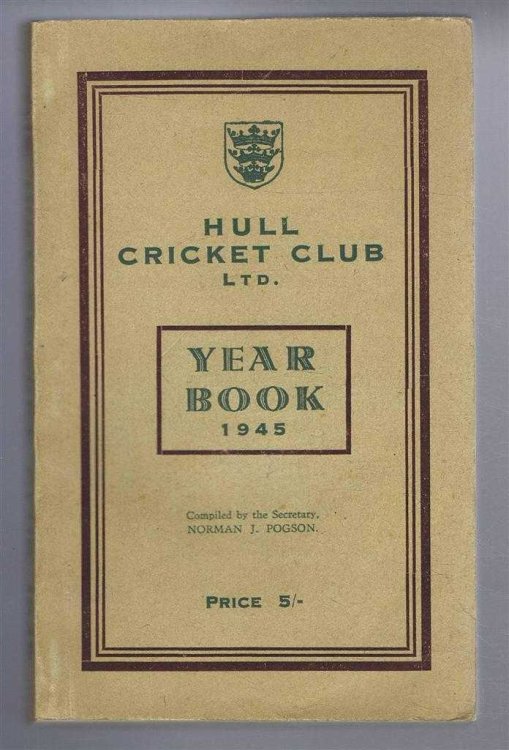 HULL
CRICKET CLUB
LTD.
YEAR
BOOK
1945
Compiled by the Secretary,
NORMAN J. POGSON.
PRICE 5/-